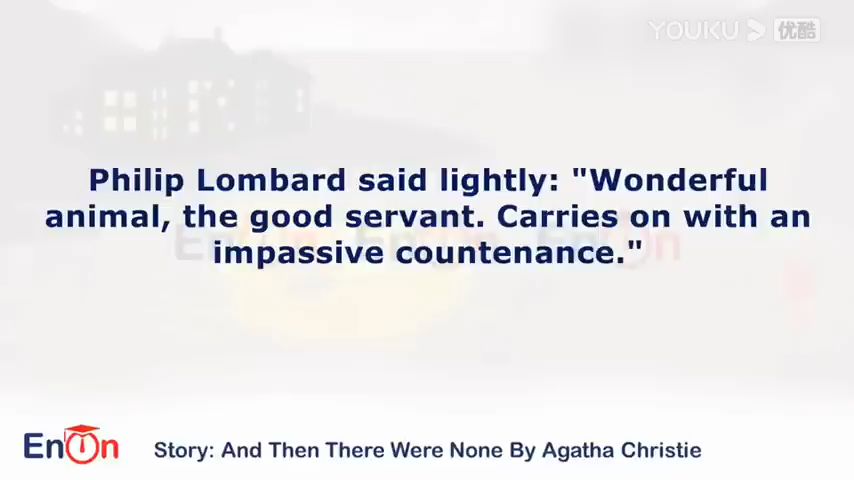 YOUKU 优酷
Philip Lombard said lightly: "Wonderful
animal, the good servant. Carries on with an
impassive countenance."
EnOn
Story: And Then There Were None By Agatha Christie